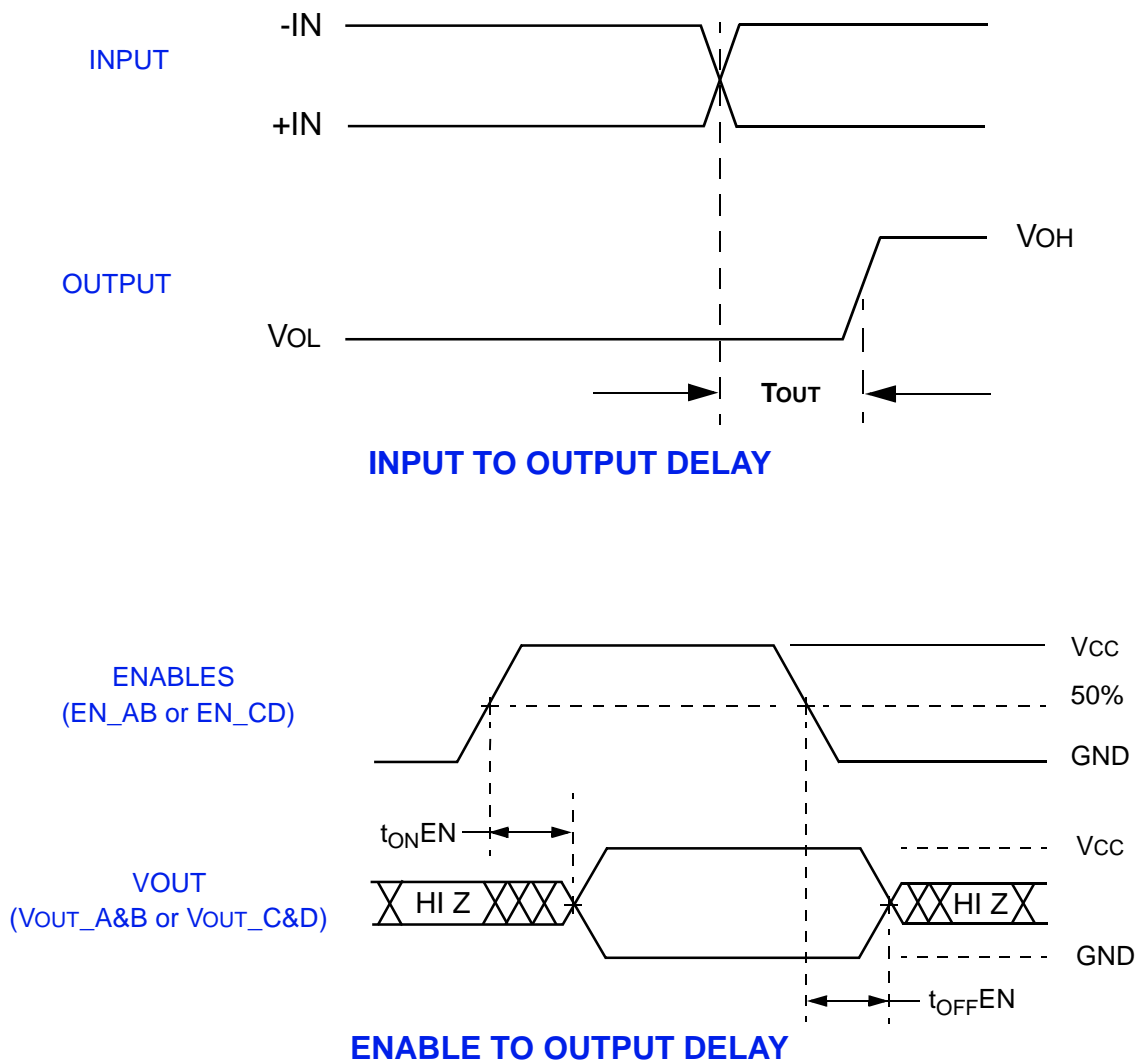 -IN
INPUT
+IN
VOH
OUTPUT
VOL
TOUT
INPUT TO OUTPUT DELAY
VCC
ENABLES
(EN_AB or EN_CD)
50%
GND
tONEN
VCC
VOUT
(VOUT_A&B or VOUT_C&D)
HI Z
HI Z
GND
tOFFEN
ENABLE TO OUTPUT DELAY